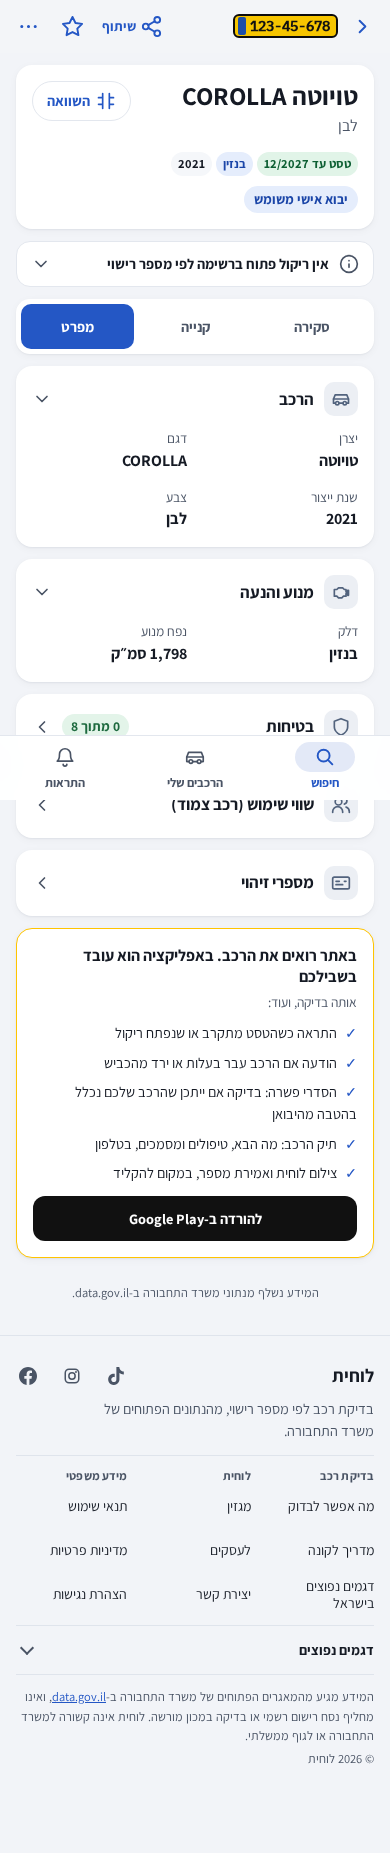 123-45-678
שיתוף
טויוטה COROLLA
השוואה
לבן
טסט עד 12/2027
בנזין
2021
יבוא אישי משומש
אין ריקול פתוח ברשימה לפי מספר רישוי
סקירה
קנייה
מפרט
הרכב
יצרן
דגם
טויוטה
COROLLA
שנת ייצור
צבע
2021
לבן
מנוע והנעה
דלק
נפח מנוע
בנזין
1,798 סמ״ק
בטיחות
0 מתוך 8
חיפוש
הרכבים שלי
התראות
שווי שימוש (רכב צמוד)
מספרי זיהוי
באתר רואים את הרכב. באפליקציה הוא עובד
בשבילכם
אותה בדיקה, ועוד:
✓ התראה כשהטסט מתקרב או שנפתח ריקול
✓ הודעה אם הרכב עבר בעלות או ירד מהכביש
✓ הסדרי פשרה: בדיקה אם ייתכן שהרכב שלכם נכלל
בהטבה מהיבואן
✓ תיק הרכב: מה הבא, טיפולים ומסמכים, בטלפון
✓ צילום לוחית ואמירת מספר, במקום להקליד
להורדה ב-Google Play
המידע נשלף מנתוני משרד התחבורה ב-data.gov.il.
לוחית
בדיקת רכב לפי מספר רישוי, מהנתונים הפתוחים של
משרד התחבורה.
בדיקת רכב
לוחית
מידע משפטי
מה אפשר לבדוק
מגזין
תנאי שימוש
מדריך לקונה
לעסקים
מדיניות פרטיות
דגמים נפוצים
בישראל
יצירת קשר
הצהרת נגישות
דגמים נפוצים
המידע מגיע מהמאגרים הפתוחים של משרד התחבורה ב-data.gov.il, ואינו
מחליף נסח רישום רשמי או בדיקה במכון מורשה. לוחית אינה קשורה למשרד
התחבורה או לגוף ממשלתי.
© 2026 לוחית